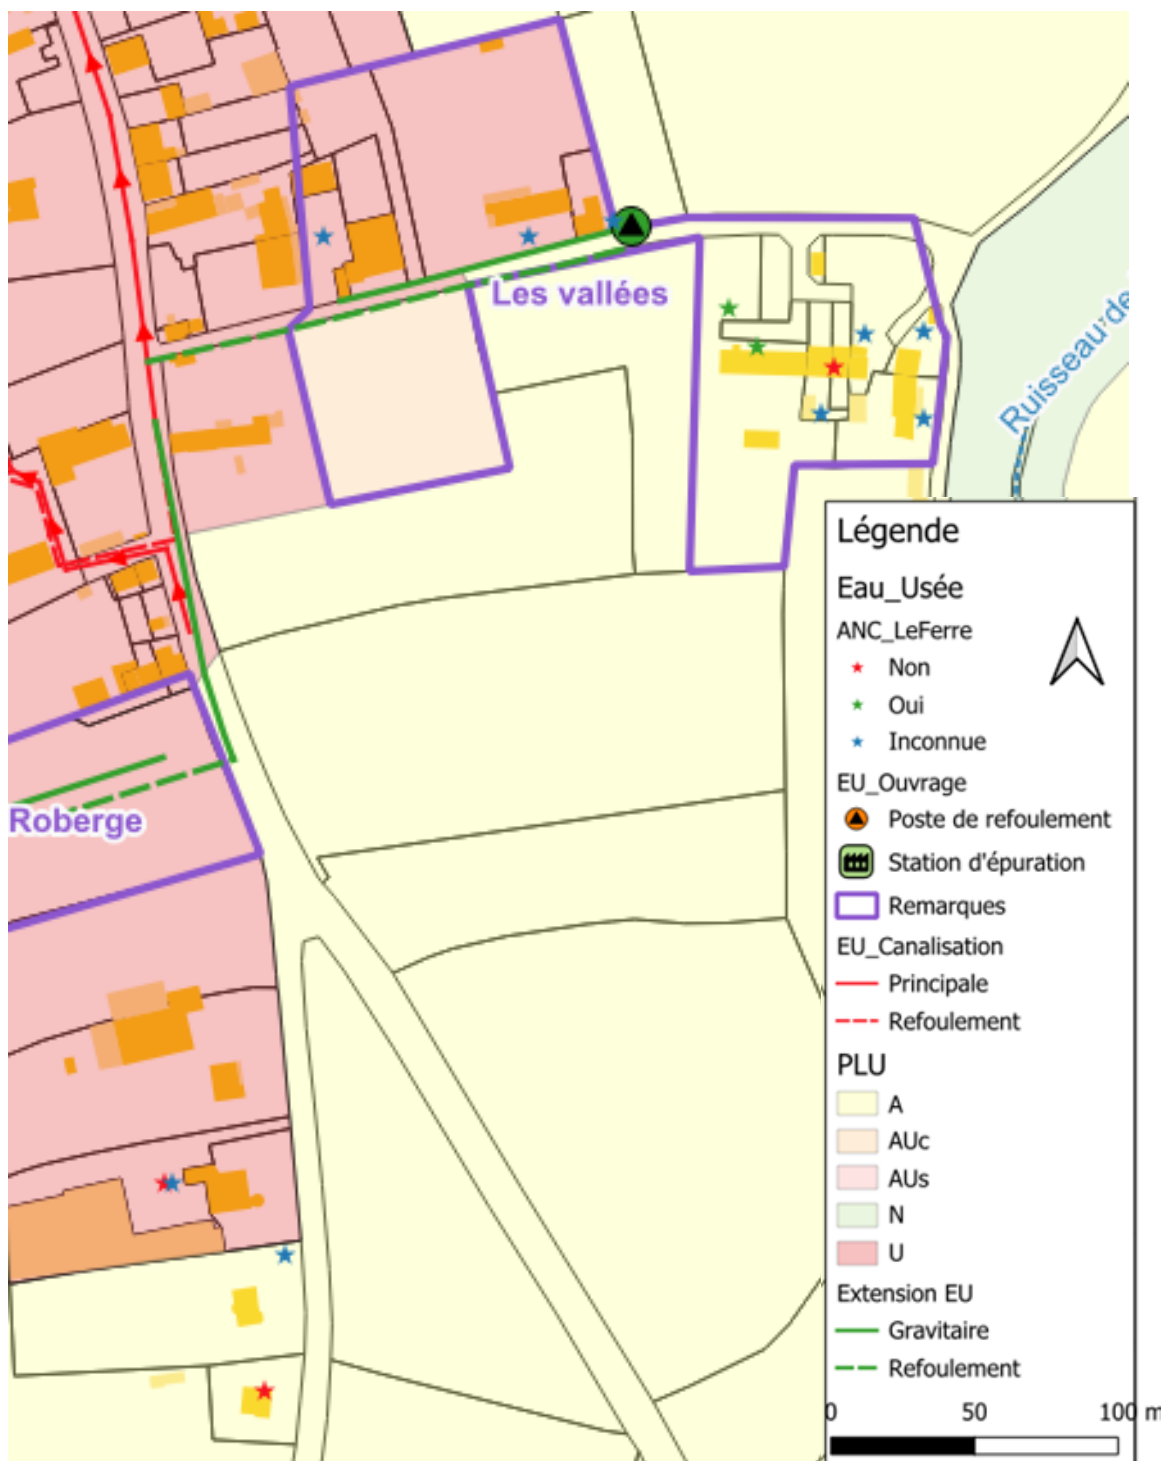 Les vallées
Ruisseau de
Roberge
Légende
Eau_Usée
ANC_LeFerre
Non
Oui
Inconnue
EU_Ouvrage
Poste de refoulement
Station d'épuration
Remarques
EU_Canalisation
Principale
Refoulement
PLU
A
AUc
AUs
N
U
Extension EU
Gravitaire
Refoulement
0 50 100 m